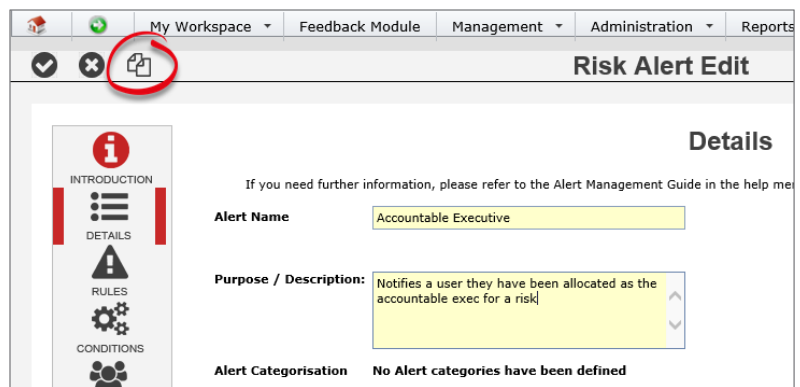 My Workspace Feedback Module Management Administration Reports
Risk Alert Edit
Details
INTRODUCTION
If you need further information, please refer to the Alert Management Guide in the help me
DETAILS
Alert Name Accountable Executive
RULES
Purpose / Description: Notifies a user they have been allocated as the
accountable exec for a risk
CONDITIONS
Alert Categorisation No Alert categories have been defined